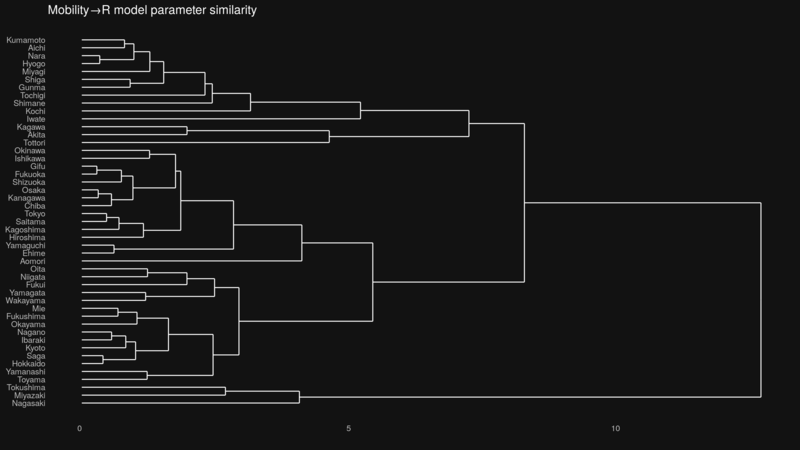 Mobility→R model parameter similarity
Kumamoto
Aichi
Nara
Hyogo
Miyagi
Shiga
Gunma
Tochigi
Shimane
Kochi
Iwate
Kagawa
Akita
Tottori
Okinawa
Ishikawa
Gifu
Fukuoka
Shizuoka
Osaka
Kanagawa
Chiba
Tokyo
Saitama
Kagoshima
Hiroshima
Yamaguchi
Ehime
Aomori
Oita
Niigata
Fukui
Yamagata
Wakayama
Mie
Fukushima
Okayama
Nagano
Ibaraki
Kyoto
Saga
Hokkaido
Yamanashi
Toyama
Tokushima
Miyazaki
Nagasaki
0 5 10